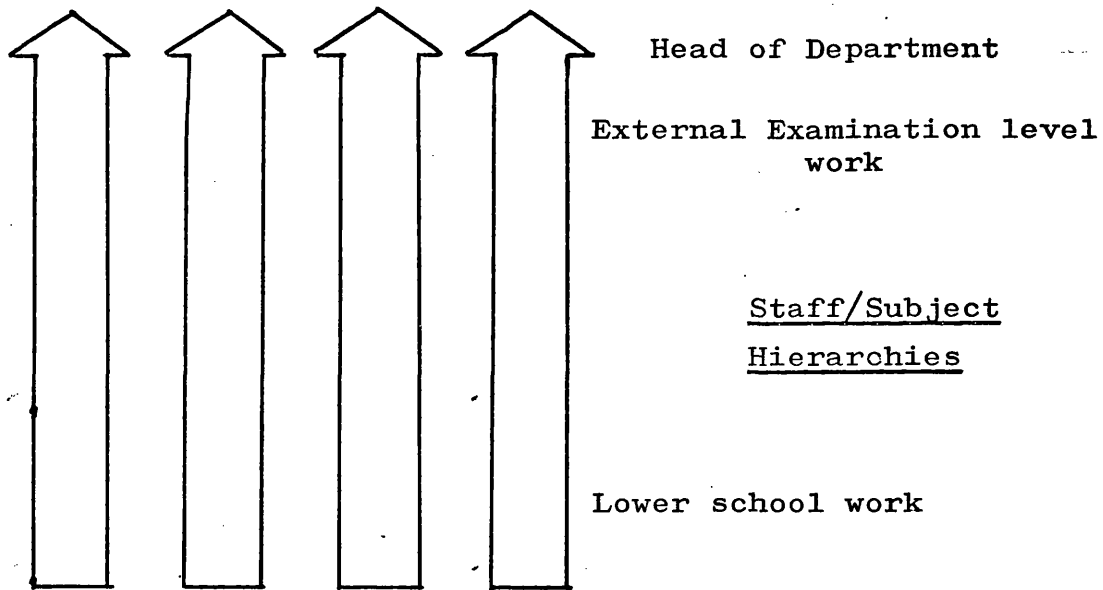 Head of Department
External Examination level
work
Staff/Subject
Hierarchies
Lower school work